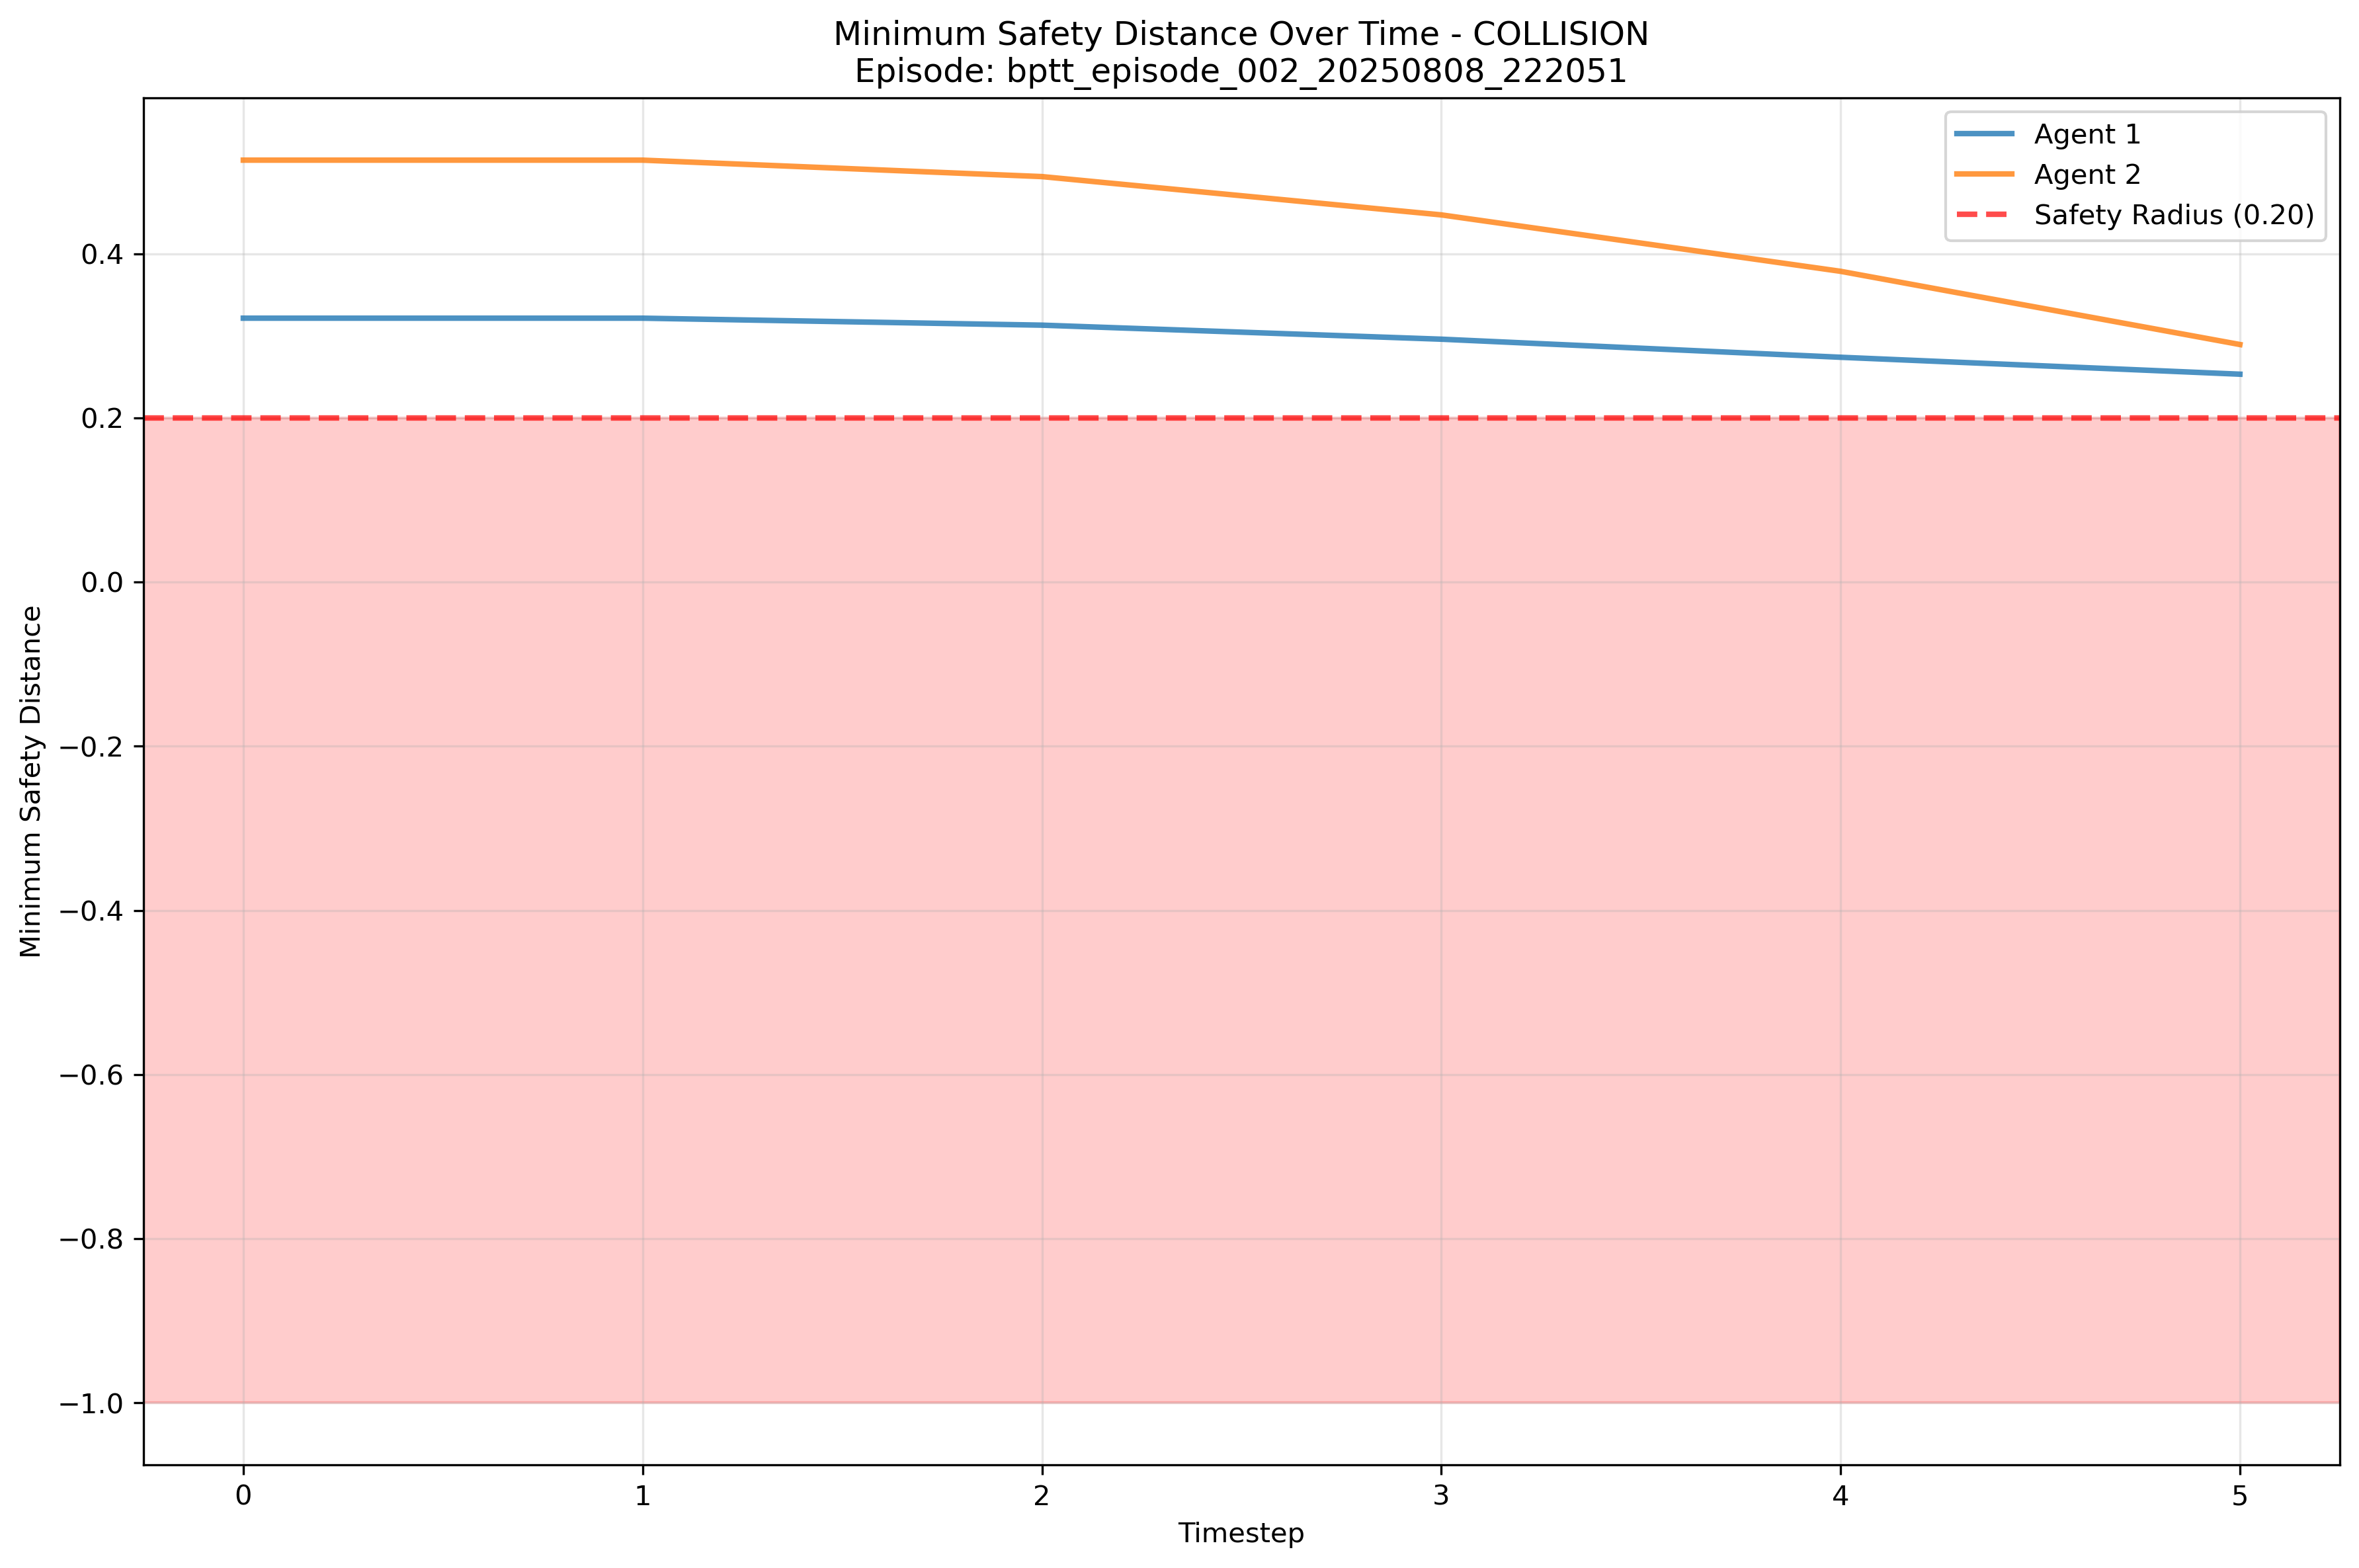 Minimum Safety Distance Over Time - COLLISION
Episode: bptt_episode_002_20250808_222051
Agent 1
Agent 2
Safety Radius (0.20)
Minimum Safety Distance
0.4
0.2
0.0
−0.2
−0.4
−0.6
−0.8
−1.0
0 1 2 3 4 5
Timestep